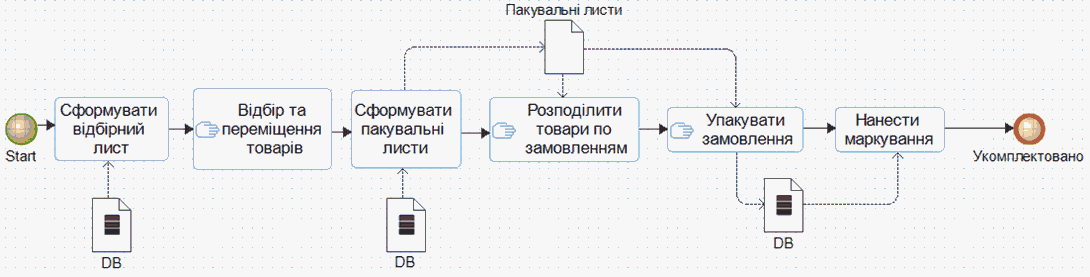 Пакувальні листи
Start
Сформувати
відбірний
лист
Відбір та
переміщення
товарів
Сформувати
пакувальні
листи
Розподілити
товари по
замовленням
Упакувати
замовлення
Нанести
маркування
Укомплектовано
DB
DB
DB